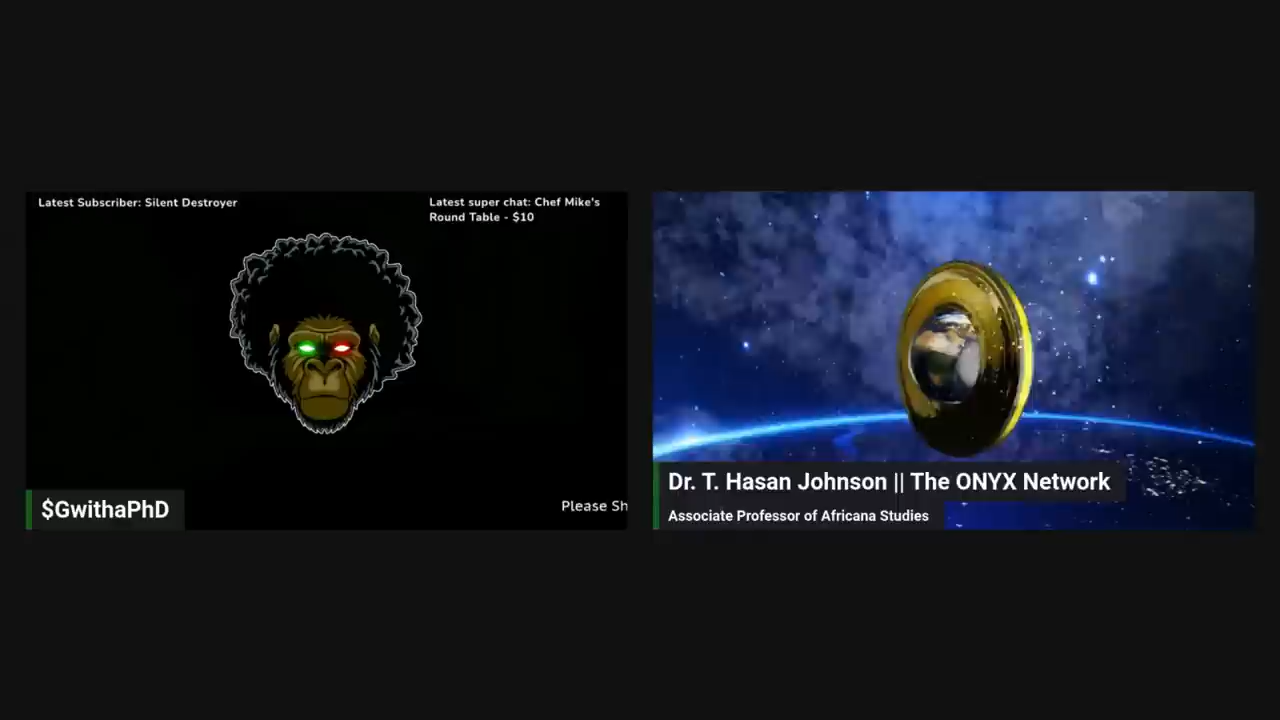 Latest Subscriber: Silent Destroyer
Latest super chat: Chef Mike's
Round Table - $10
$GwithaPhD
Please Sh
Dr. T. Hasan Johnson || The ONYX Network
Associate Professor of Africana Studies